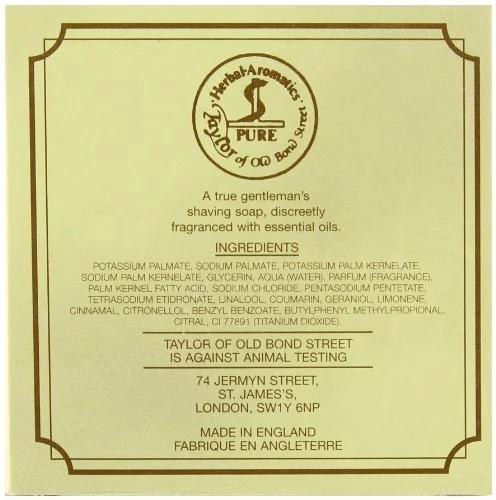 Herbal·Aromatics
PURE
Taylor of Old Bond Street
A true gentleman's
shaving soap, discreetly
fragranced with essential oils.
INGREDIENTS
POTASSIUM PALMATE, SODIUM PALMATE, POTASSIUM PALM KERNELATE,
SODIUM PALM KERNELATE, GLYCERIN, AQUA (WATER), PARFUM (FRAGRANCE),
PALM KERNEL FATTY ACID, SODIUM CHLORIDE. PENTASODIUM PENTETATE,
TETRASODIUM ETIDRONATE, LINALOOL, COUMARIN, GERANIOL, LIMONENE,
CINNAMAL, CITRONELLOL, BENZYL BENZOATE, BUTYLPHENYL METHYLPROPIONAL,
CITRAL, CI 77891 (TITANIUM DIOXIDE).
TAYLOR OF OLD BOND STREET
IS AGAINST ANIMAL TESTING
74 JERMYN STREET,
ST. JAMES'S,
LONDON, SW1Y 6NP
MADE IN ENGLAND
FABRIQUE EN ANGLETERRE